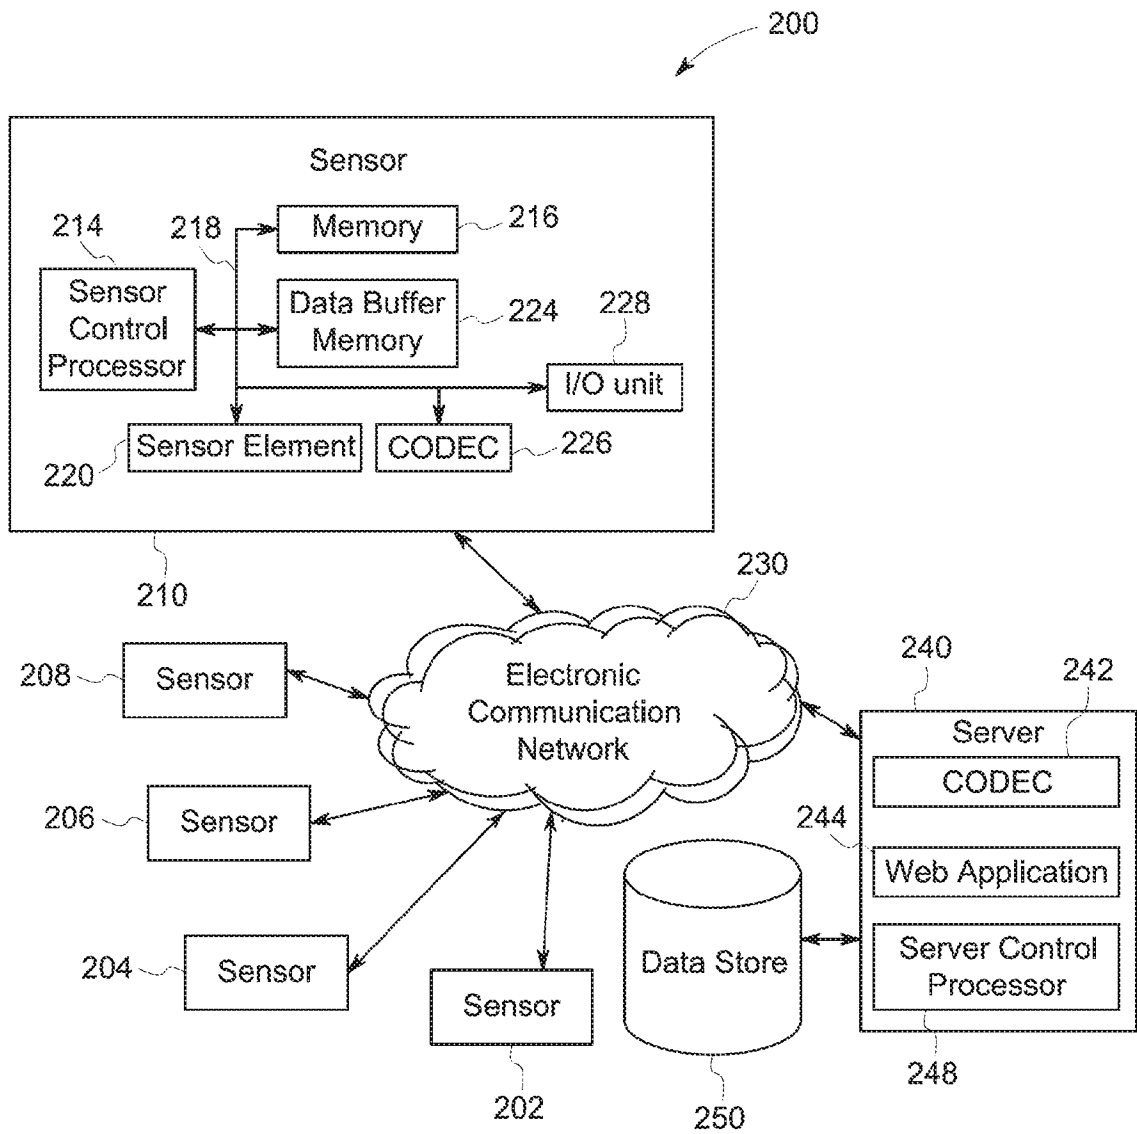 200
Sensor
214
218
Memory
216
Sensor
Control
Processor
Data Buffer
Memory
224
228
I/O unit
220
Sensor Element
CODEC
226
210
230
208
Sensor
Electronic
Communication
Network
240
242
Server
CODEC
206
Sensor
244
Web Application
204
Sensor
Sensor
Data Store
Server Control
Processor
202
250
248